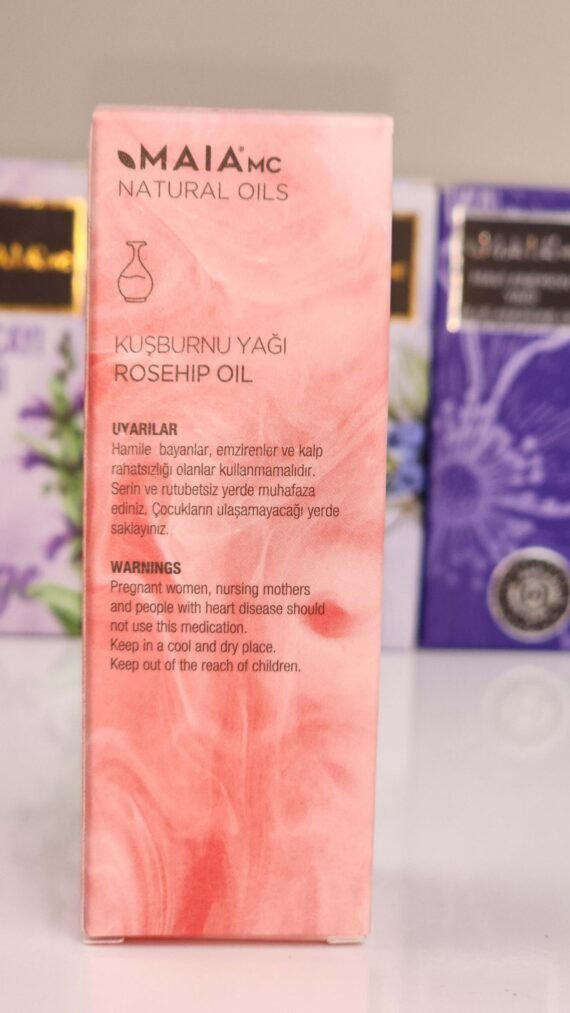 MAIA® MC
NATURAL OILS
KUŞBURNU YAĞI
ROSEHIP OIL
UYARILAR
Hamile bayanlar, emzirenler ve kalp
rahatsızlığı olanlar kullanmamalıdır.
Serin ve rutubetsiz yerde muhafaza
ediniz, Çocukların ulaşamayacağı yerde
saklayınız.
WARNINGS
Pregnant women, nursing mothers
and people with heart disease should
not use this medication.
Keep in a cool and dry place.
Keep out of the reach of children.